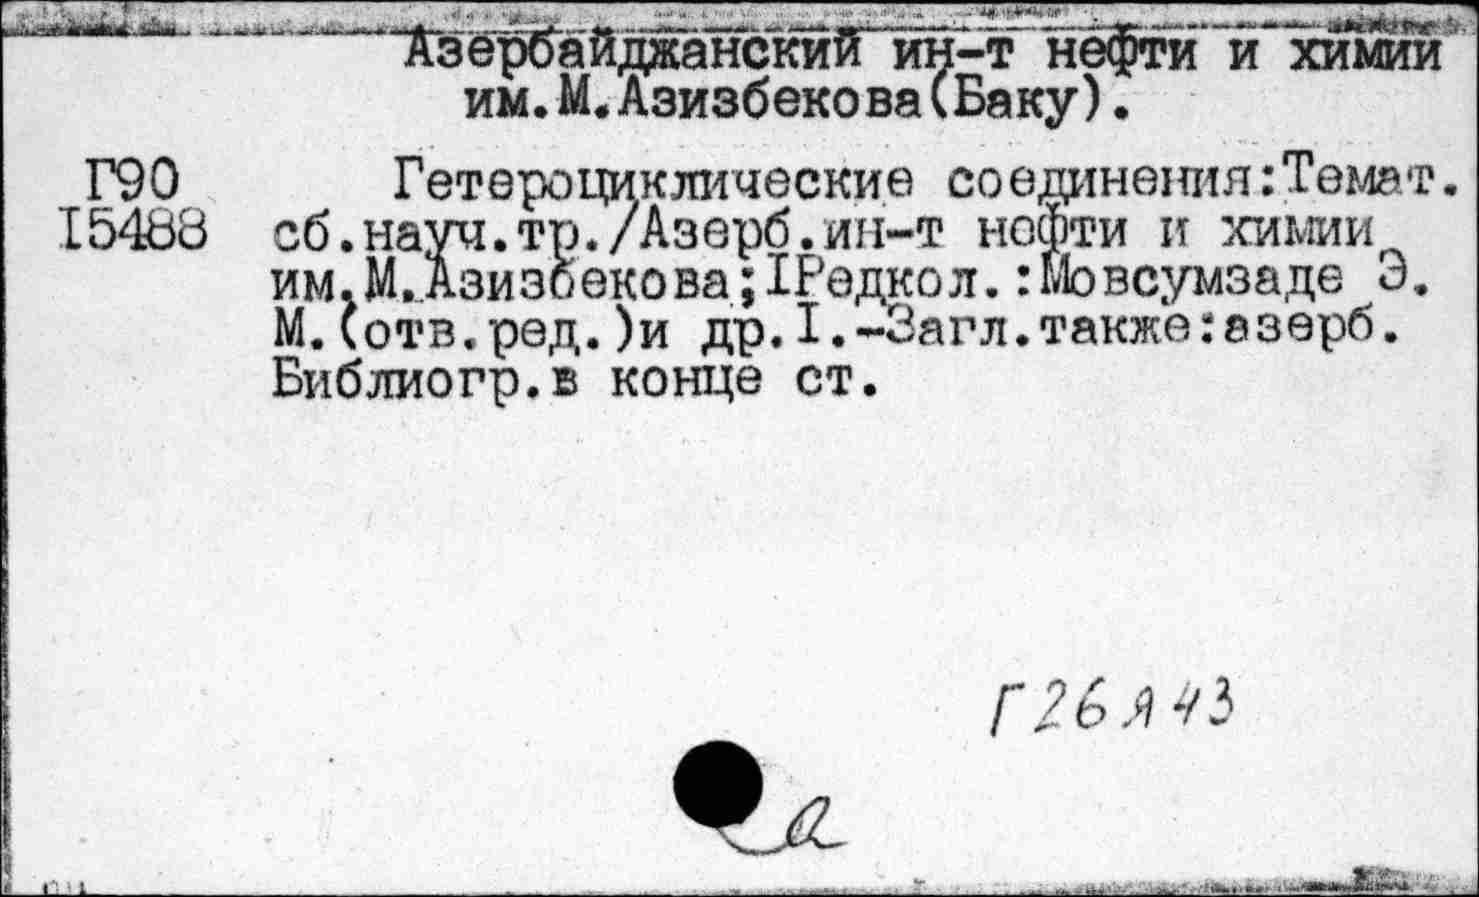 Азербайджанский ин-т нефти и химии
им.М.Азизбекова(Баку).
Г90 Гетероциклические соединения:Темат.
I5488 сб.науч.тр./Азерб.ин-т нефти и химии
им.М.Азизбекова;IРедкол.:Мовсумзаде Э.
М.(отв.ред.)и др.I.-Загл.также:азерб.
Библиогр.в конце ст.
Г26я43
а